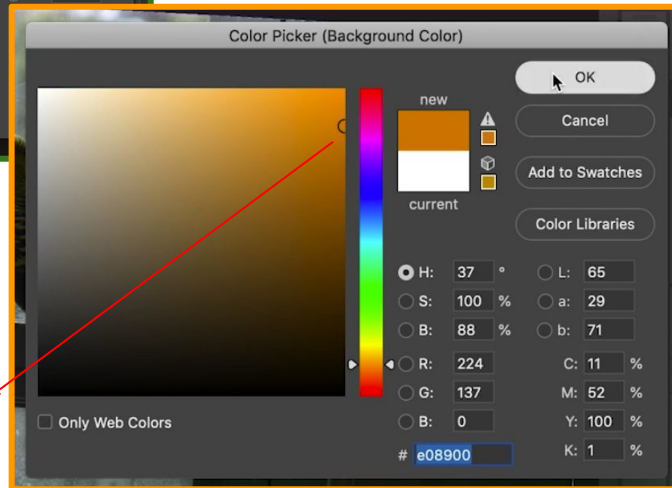 Color Picker (Background Color)
new
current
OK
Cancel
Add to Swatches
Color Libraries
H: 37 °
S: 100 %
B: 88 %
R: 224
G: 137
B: 0
# e08900
L: 65
a: 29
b: 71
C: 11 %
M: 52 %
Y: 100 %
K: 1 %
Only Web Colors